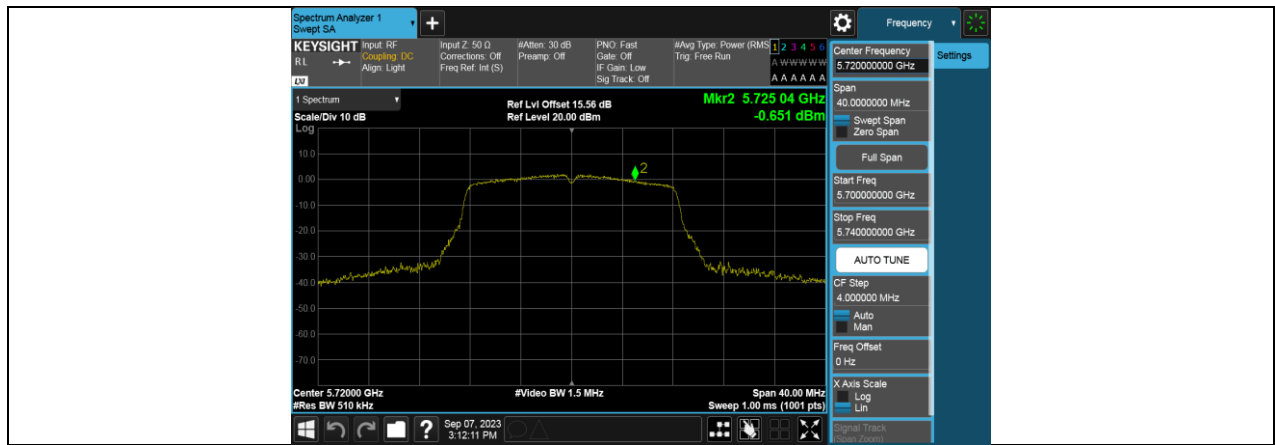 Spectrum Analyzer 1
Swept SA
Frequency
KEYSIGHT
RL
LXI
Input: RF
Coupling: DC
Align: Light
Input Z: 50 Ω
Corrections: Off
Freq Ref: Int (S)
#Atten: 30 dB
Preamp: Off
PNO: Fast
Gate: Off
IF Gain: Low
Sig Track: Off
#Avg Type: Power (RMS
Trig: Free Run
1 2 3 4 5 6
A W W W W W
A A A A A A
1 Spectrum
Scale/Div 10 dB
Ref Lvl Offset 15.56 dB
Ref Level 20.00 dBm
Mkr2 5.725 04 GHz
-0.651 dBm
Log
10.0
0.00
-10.0
-20.0
-30.0
-40.0
-50.0
-60.0
-70.0
2
Center 5.72000 GHz
#Res BW 510 kHz
#Video BW 1.5 MHz
Span 40.00 MHz
Sweep 1.00 ms (1001 pts)
?
Sep 07, 2023
3:12:11 PM
Center Frequency
5.720000000 GHz
Settings
Span
40.0000000 MHz
Swept Span
Zero Span
Full Span
Start Freq
5.700000000 GHz
Stop Freq
5.740000000 GHz
AUTO TUNE
CF Step
4.000000 MHz
Auto
Man
Freq Offset
0 Hz
X Axis Scale
Log
Lin
Signal Track
(Span Zoom)